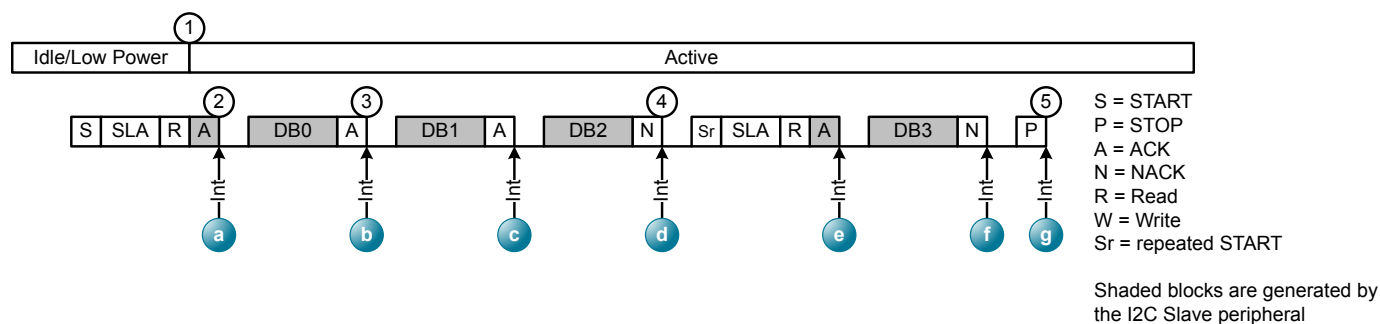 1
Idle/Low Power Active
2 3 4 5
S SLA R A DB0 A DB1 A DB2 N Sr SLA R A DB3 N P
Int Int Int Int Int Int Int
a b c d e f g
S = START
P = STOP
A = ACK
N = NACK
R = Read
W = Write
Sr = repeated START
Shaded blocks are generated by
the I2C Slave peripheral